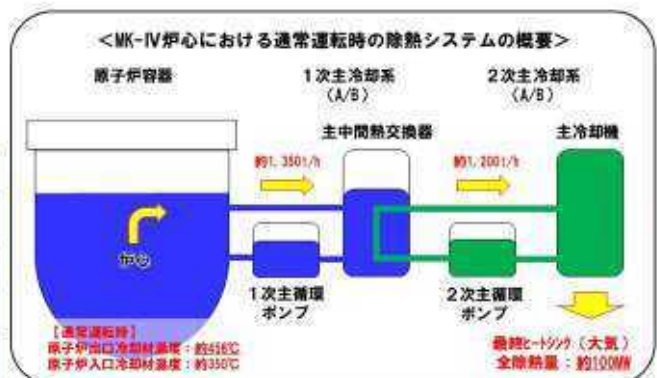 ＜MK-Ⅳ炉心における通常運転時の除熱システムの概要＞
原子炉容器
1次主冷却系
（A/B）
2次主冷却系
（A/B）
主中間熱交換器
主冷却機
約1,350t/h
約1,200t/h
炉心
1次主循環
ポンプ
2次主循環
ポンプ
【通常運転時】
原子炉出口冷却材温度：約456℃
原子炉入口冷却材温度：約350℃
最終ヒートシンク（大気）
全除熱量：約100MW